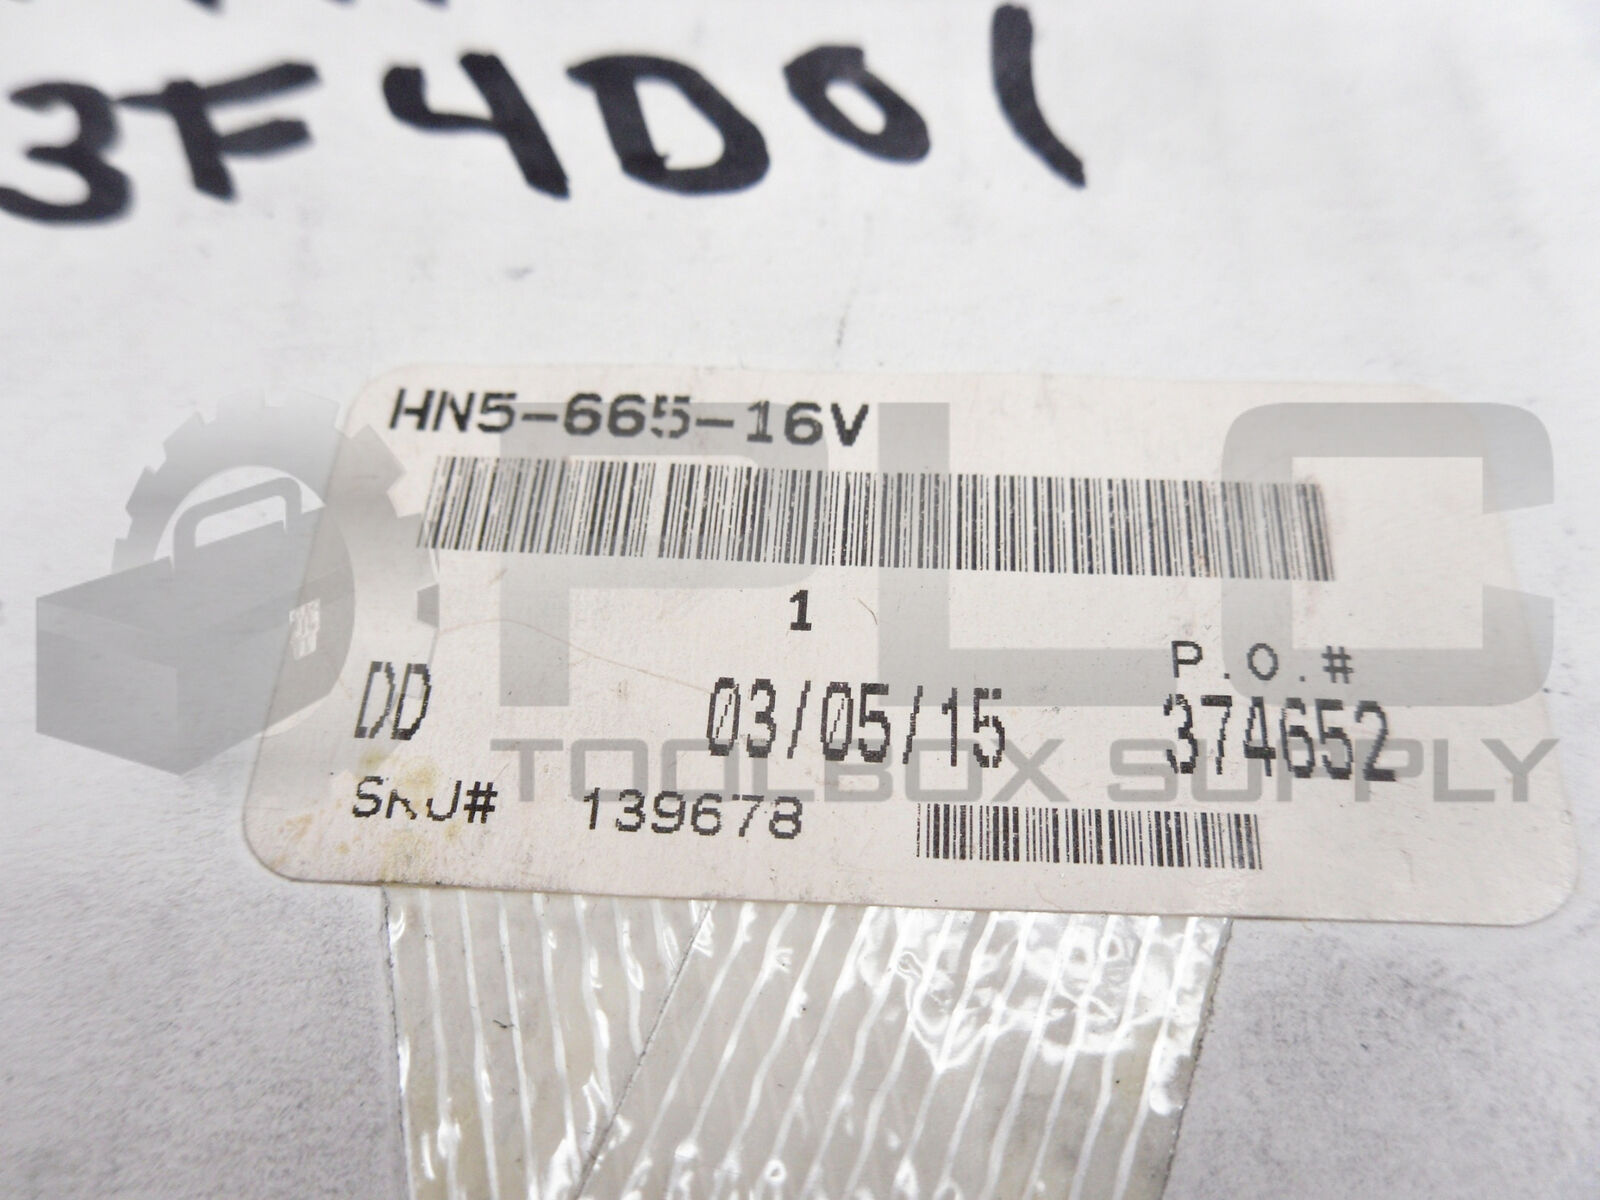 3F4D01
HN5-665-16V
1
DD 03/05/15 P.O.# 374652
SKU# 139678
PLC
TOOLBOX SUPPLY